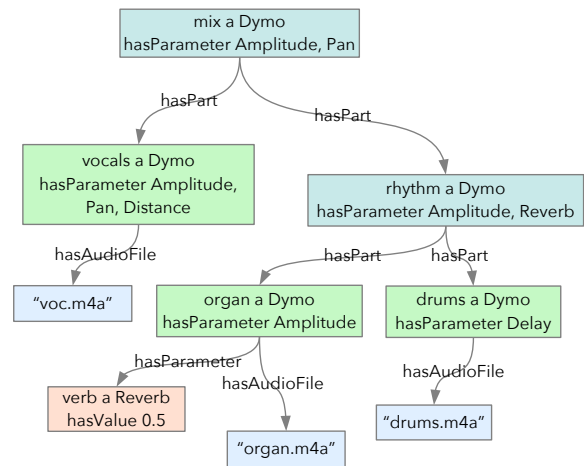 mix a Dymo
hasParameter Amplitude, Pan
hasPart
hasPart
vocals a Dymo
hasParameter Amplitude,
Pan, Distance
rhythm a Dymo
hasParameter Amplitude, Reverb
hasAudioFile
hasPart
hasPart
"voc.m4a"
organ a Dymo
hasParameter Amplitude
drums a Dymo
hasParameter Delay
hasParameter
hasAudioFile
hasAudioFile
verb a Reverb
hasValue 0.5
"organ.m4a"
"drums.m4a"